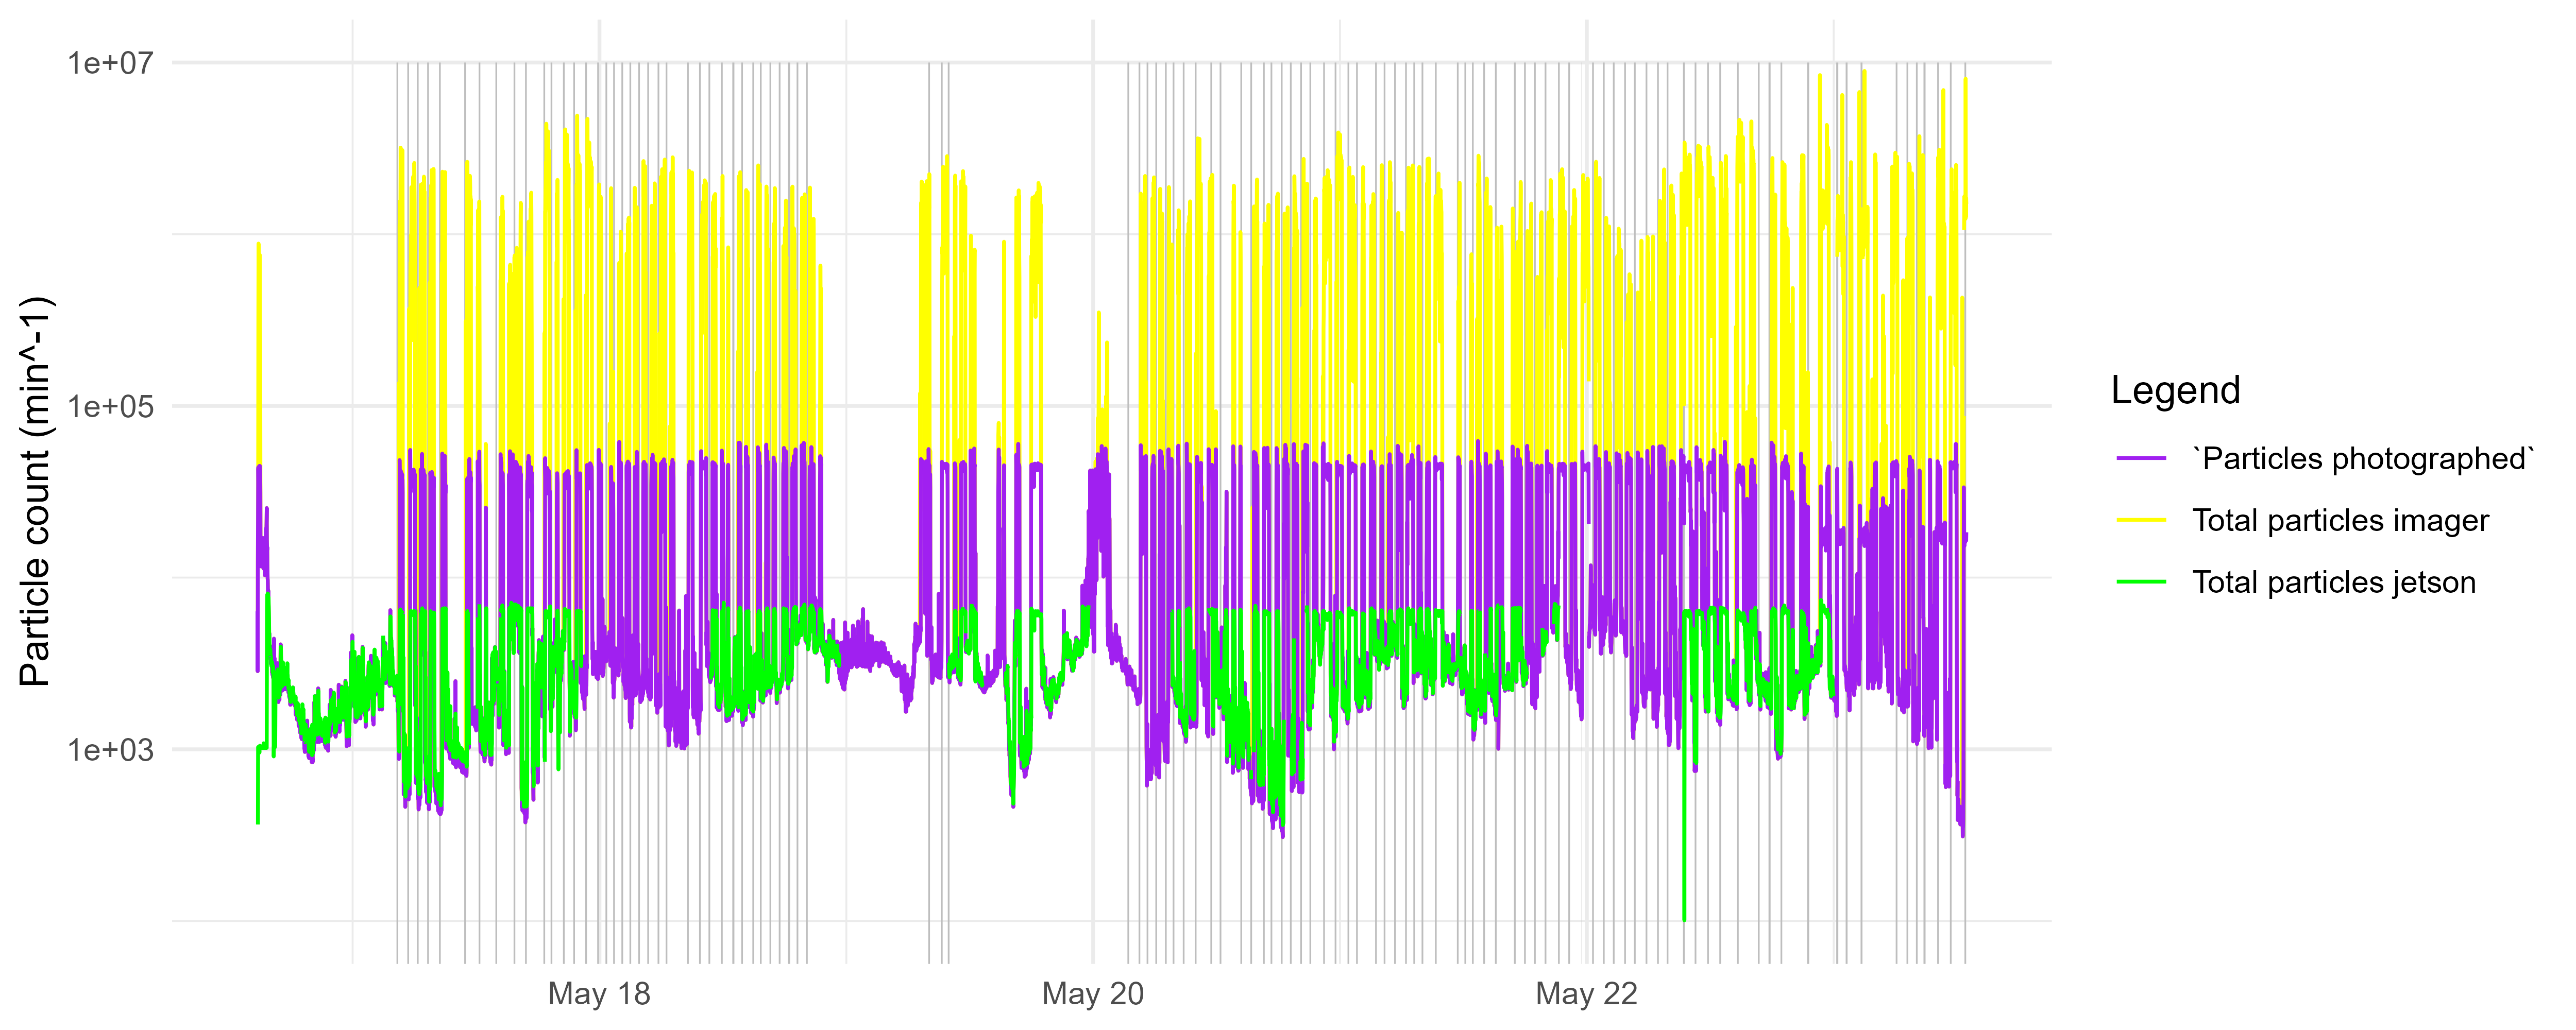 Particle count (min^-1)
1e+07
1e+05
1e+03
May 18
May 20
May 22
Legend
`Particles photographed`
Total particles imager
Total particles jetson